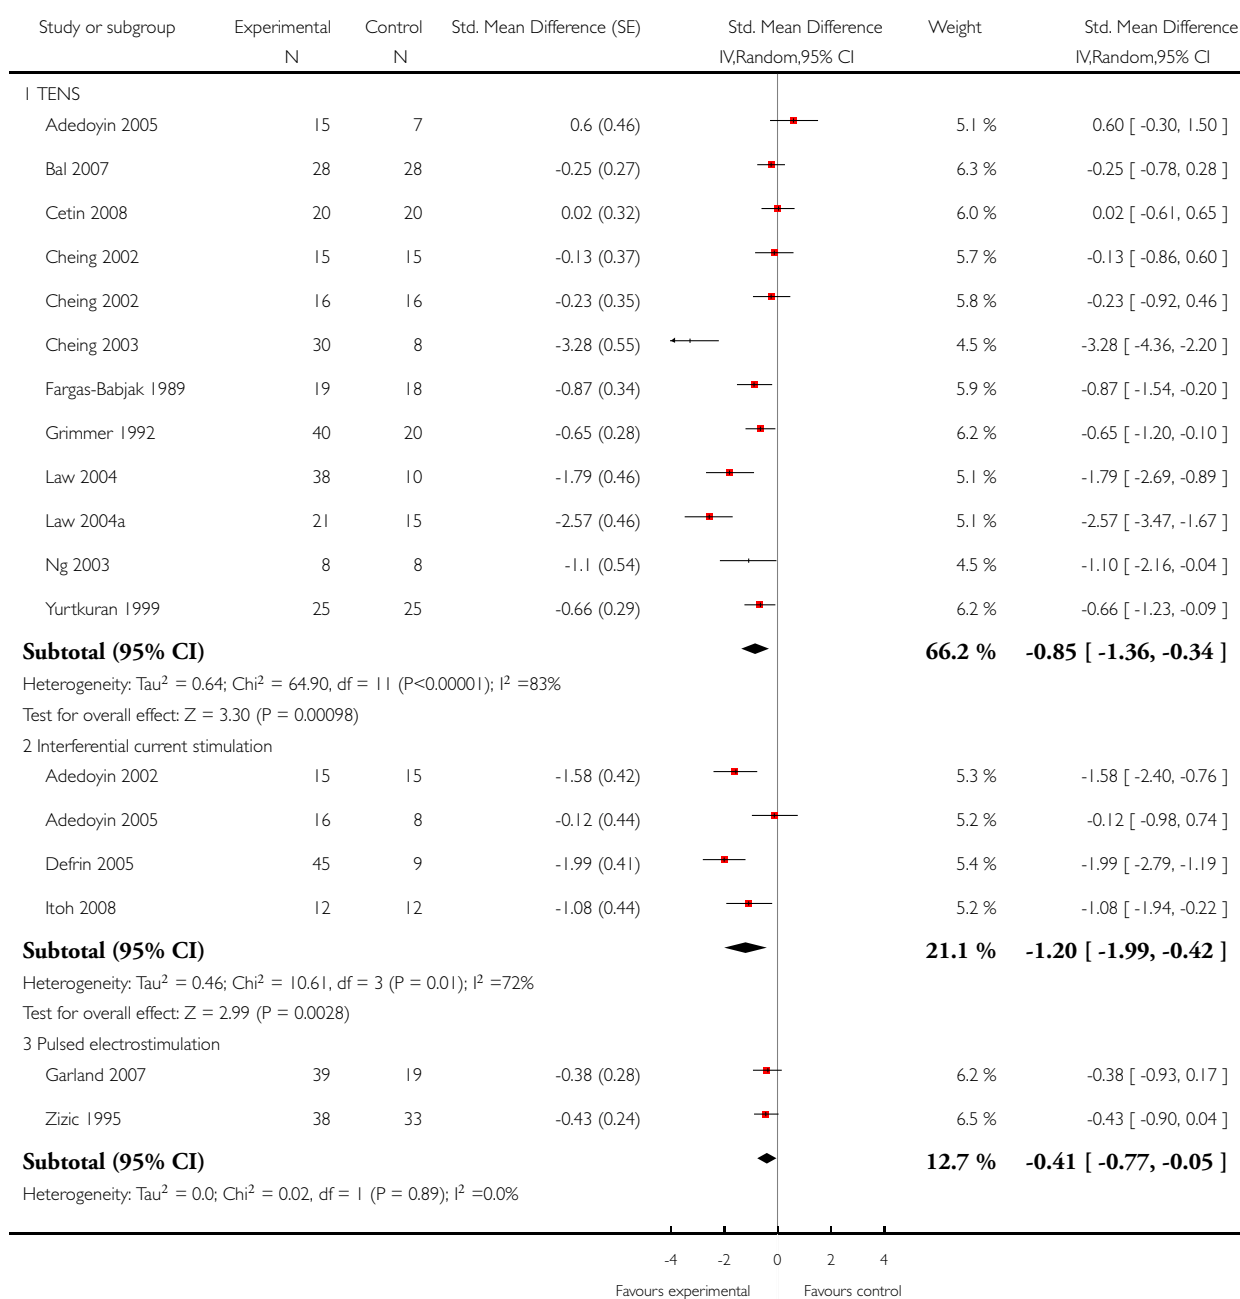 Study or subgroup Experimental Control Std. Mean Difference (SE) Std. Mean Difference Weight Std. Mean Difference
N N IV,Random,95% CI IV,Random,95% CI
1 TENS
Adedoyin 2005 15 7 0.6 (0.46) 5.1 % 0.60 [ -0.30, 1.50 ]
Bal 2007 28 28 -0.25 (0.27) 6.3 % -0.25 [ -0.78, 0.28 ]
Cetin 2008 20 20 0.02 (0.32) 6.0 % 0.02 [ -0.61, 0.65 ]
Cheing 2002 15 15 -0.13 (0.37) 5.7 % -0.13 [ -0.86, 0.60 ]
Cheing 2002 16 16 -0.23 (0.35) 5.8 % -0.23 [ -0.92, 0.46 ]
Cheing 2003 30 8 -3.28 (0.55) 4.5 % -3.28 [ -4.36, -2.20 ]
Fargas-Babjak 1989 19 18 -0.87 (0.34) 5.9 % -0.87 [ -1.54, -0.20 ]
Grimmer 1992 40 20 -0.65 (0.28) 6.2 % -0.65 [ -1.20, -0.10 ]
Law 2004 38 10 -1.79 (0.46) 5.1 % -1.79 [ -2.69, -0.89 ]
Law 2004a 21 15 -2.57 (0.46) 5.1 % -2.57 [ -3.47, -1.67 ]
Ng 2003 8 8 -1.1 (0.54) 4.5 % -1.10 [ -2.16, -0.04 ]
Yurtkuran 1999 25 25 -0.66 (0.29) 6.2 % -0.66 [ -1.23, -0.09 ]
Subtotal (95% CI) 66.2 % -0.85 [ -1.36, -0.34 ]
Heterogeneity: Tau² = 0.64; Chi² = 64.90, df = 11 (P<0.00001); I² =83%
Test for overall effect: Z = 3.30 (P = 0.00098)
2 Interferential current stimulation
Adedoyin 2002 15 15 -1.58 (0.42) 5.3 % -1.58 [ -2.40, -0.76 ]
Adedoyin 2005 16 8 -0.12 (0.44) 5.2 % -0.12 [ -0.98, 0.74 ]
Defrin 2005 45 9 -1.99 (0.41) 5.4 % -1.99 [ -2.79, -1.19 ]
Itoh 2008 12 12 -1.08 (0.44) 5.2 % -1.08 [ -1.94, -0.22 ]
Subtotal (95% CI) 21.1 % -1.20 [ -1.99, -0.42 ]
Heterogeneity: Tau² = 0.46; Chi² = 10.61, df = 3 (P = 0.01); I² =72%
Test for overall effect: Z = 2.99 (P = 0.0028)
3 Pulsed electrostimulation
Garland 2007 39 19 -0.38 (0.28) 6.2 % -0.38 [ -0.93, 0.17 ]
Zizic 1995 38 33 -0.43 (0.24) 6.5 % -0.43 [ -0.90, 0.04 ]
Subtotal (95% CI) 12.7 % -0.41 [ -0.77, -0.05 ]
Heterogeneity: Tau² = 0.0; Chi² = 0.02, df = 1 (P = 0.89); I² =0.0%
-4 -2 0 2 4
Favours experimental Favours control